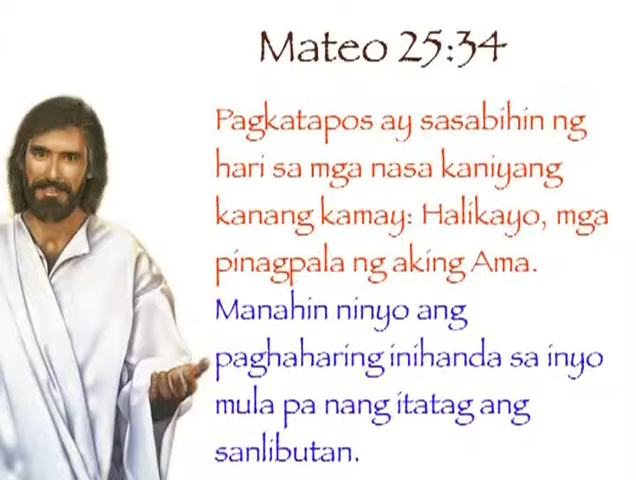 Mateo 25:34
Pagkatapos ay sasabihin ng
hari sa mga nasa kaniyang
kanang kamay: Halikayo, mga
pinagpala ng aking Ama.
Manahin ninyo ang
paghaharing inihanda sa inyo
mula pa nang itatag ang
sanlibutan.